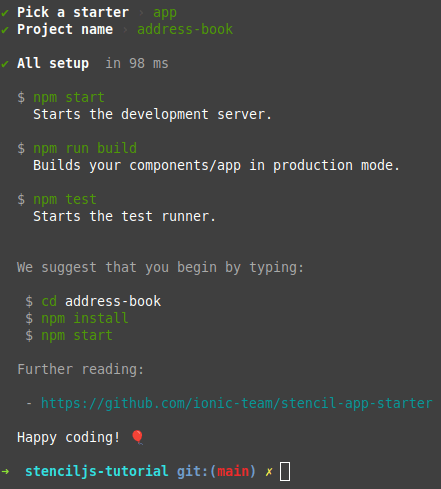 ✔ Pick a starter › app
✔ Project name › address-book
✔ All setup in 98 ms
$ npm start
Starts the development server.
$ npm run build
Builds your components/app in production mode.
$ npm test
Starts the test runner.
We suggest that you begin by typing:
$ cd address-book
$ npm install
$ npm start
Further reading:
- https://github.com/ionic-team/stencil-app-starter
Happy coding! 🎈
➜ stenciljs-tutorial git:(main) ✗